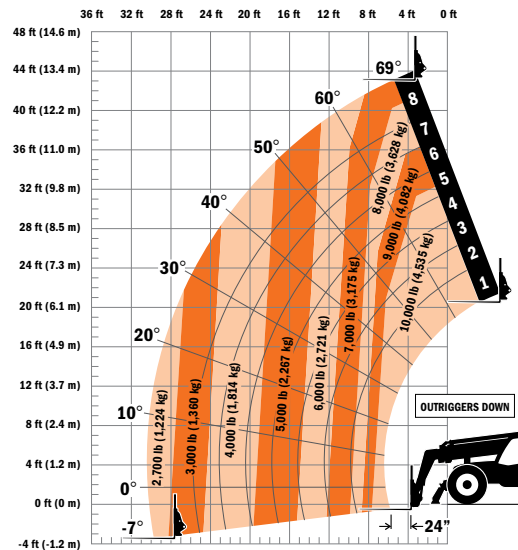 36 ft 32 ft 28 ft 24 ft 20 ft 16 ft 12 ft 8 ft 4 ft 0 ft
48 ft (14.6 m)
44 ft (13.4 m)
40 ft (12.2 m)
36 ft (11.0 m)
32 ft (9.8 m)
28 ft (8.5 m)
24 ft (7.3 m)
20 ft (6.1 m)
16 ft (4.9 m)
12 ft (3.7 m)
8 ft (2.4 m)
4 ft (1.2 m)
0 ft (0 m)
-4 ft (-1.2 m)
69°
60°
50°
40°
30°
20°
10°
0°
-7°
8
7
6
5
4
3
2
1
2,700 lb (1,224 kg)
3,000 lb (1,360 kg)
4,000 lb (1,814 kg)
5,000 lb (2,267 kg)
6,000 lb (2,721 kg)
7,000 lb (3,175 kg)
8,000 lb (3,628 kg)
9,000 lb (4,082 kg)
10,000 lb (4,535 kg)
OUTRIGGERS DOWN
24”